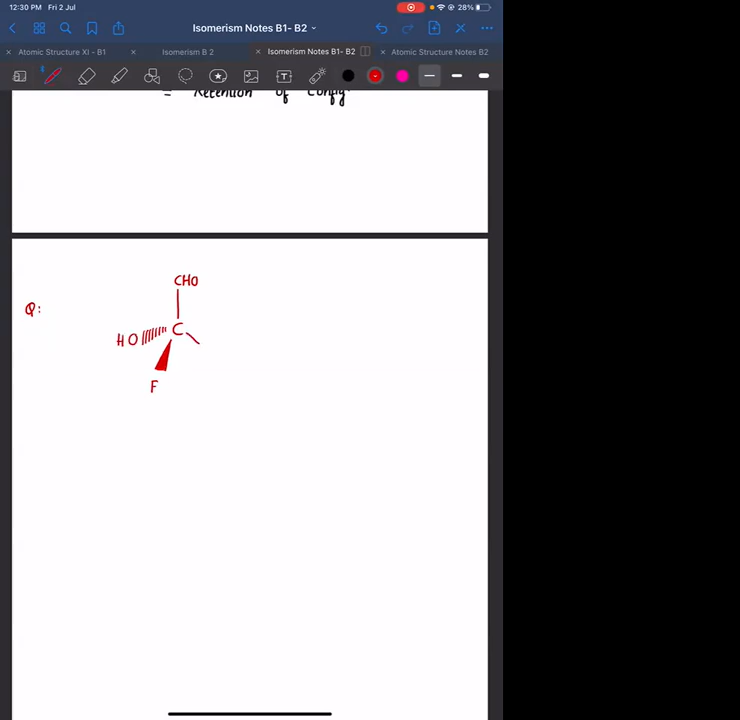 12:30 PM Fri 2 Jul
28%
Isomerism Notes B1- B2
Atomic Structure XI - B1
Isomerism B 2
Isomerism Notes B1- B2
Atomic Structure Notes B2
= Retention of Config.
CHO
Q:
HO C
F